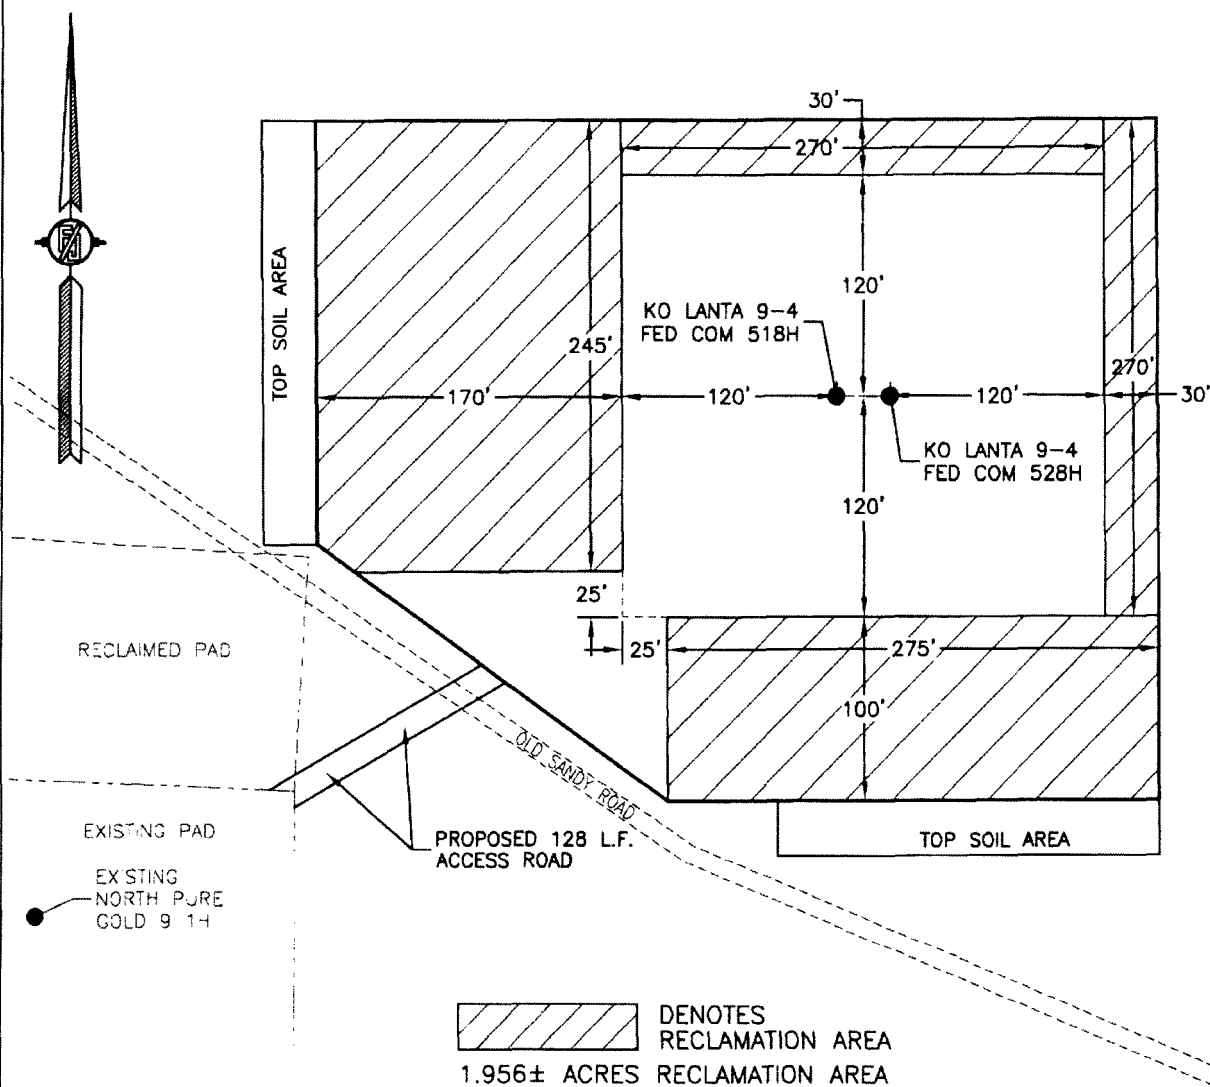 30'
270'
TOP SOIL AREA
120'
KO LANTA 9-4
FED COM 518H
245'
270'
170'
120'
120'
30'
KO LANTA 9-4
FED COM 528H
120'
25'
25'
275'
RECLAIMED PAD
100'
OLD SANDY ROAD
EXISTING PAD
PROPOSED 128 L.F.
ACCESS ROAD
TOP SOIL AREA
EXISTING
NORTH PURE
GOLD 9 1H
DENOTES
RECLAMATION AREA
1.956± ACRES RECLAMATION AREA